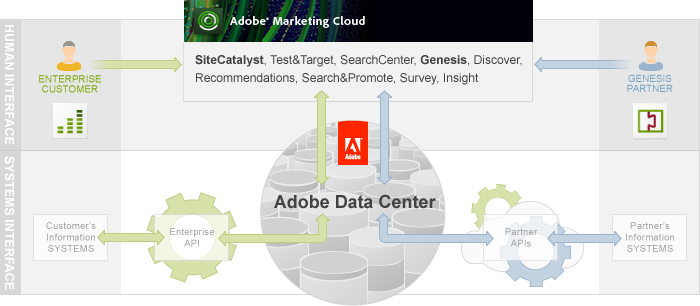 Adobe® Marketing Cloud
HUMAN INTERFACE
ENTERPRISE
CUSTOMER
SiteCatalyst, Test&Target, SearchCenter, Genesis, Discover,
Recommendations, Search&Promote, Survey, Insight
GENESIS
PARTNER
Adobe
SYSTEMS INTERFACE
Adobe Data Center
Customer's
Information
SYSTEMS
Enterprise
API
Partner
APIs
Partner's
Information
SYSTEMS